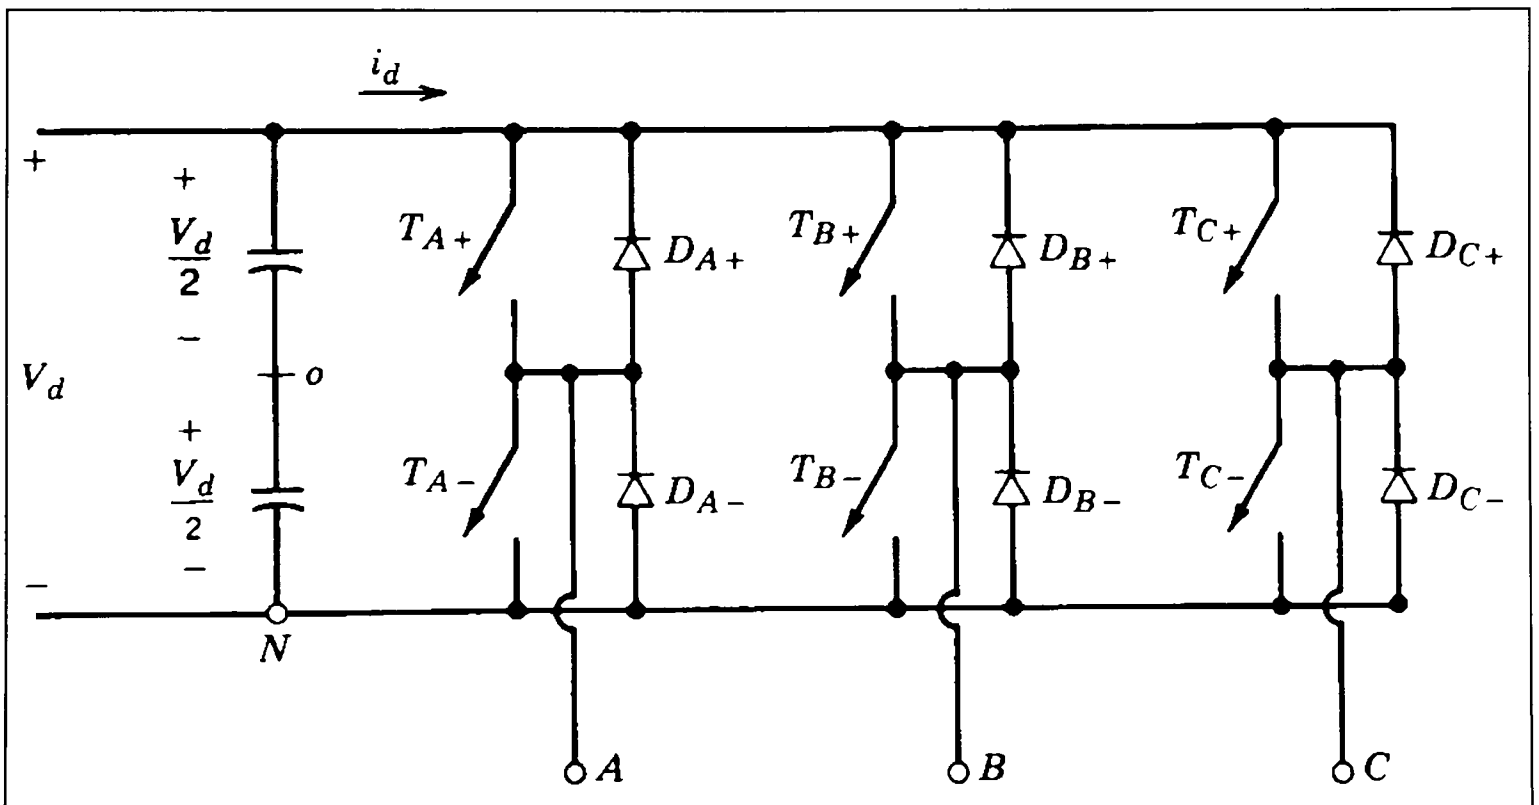 i_d
+
+
V_d
2
T_A+
D_A+
T_B+
D_B+
T_C+
D_C+
−
V_d
o
+
V_d
2
T_A−
D_A−
T_B−
D_B−
T_C−
D_C−
−
−
N
A
B
C